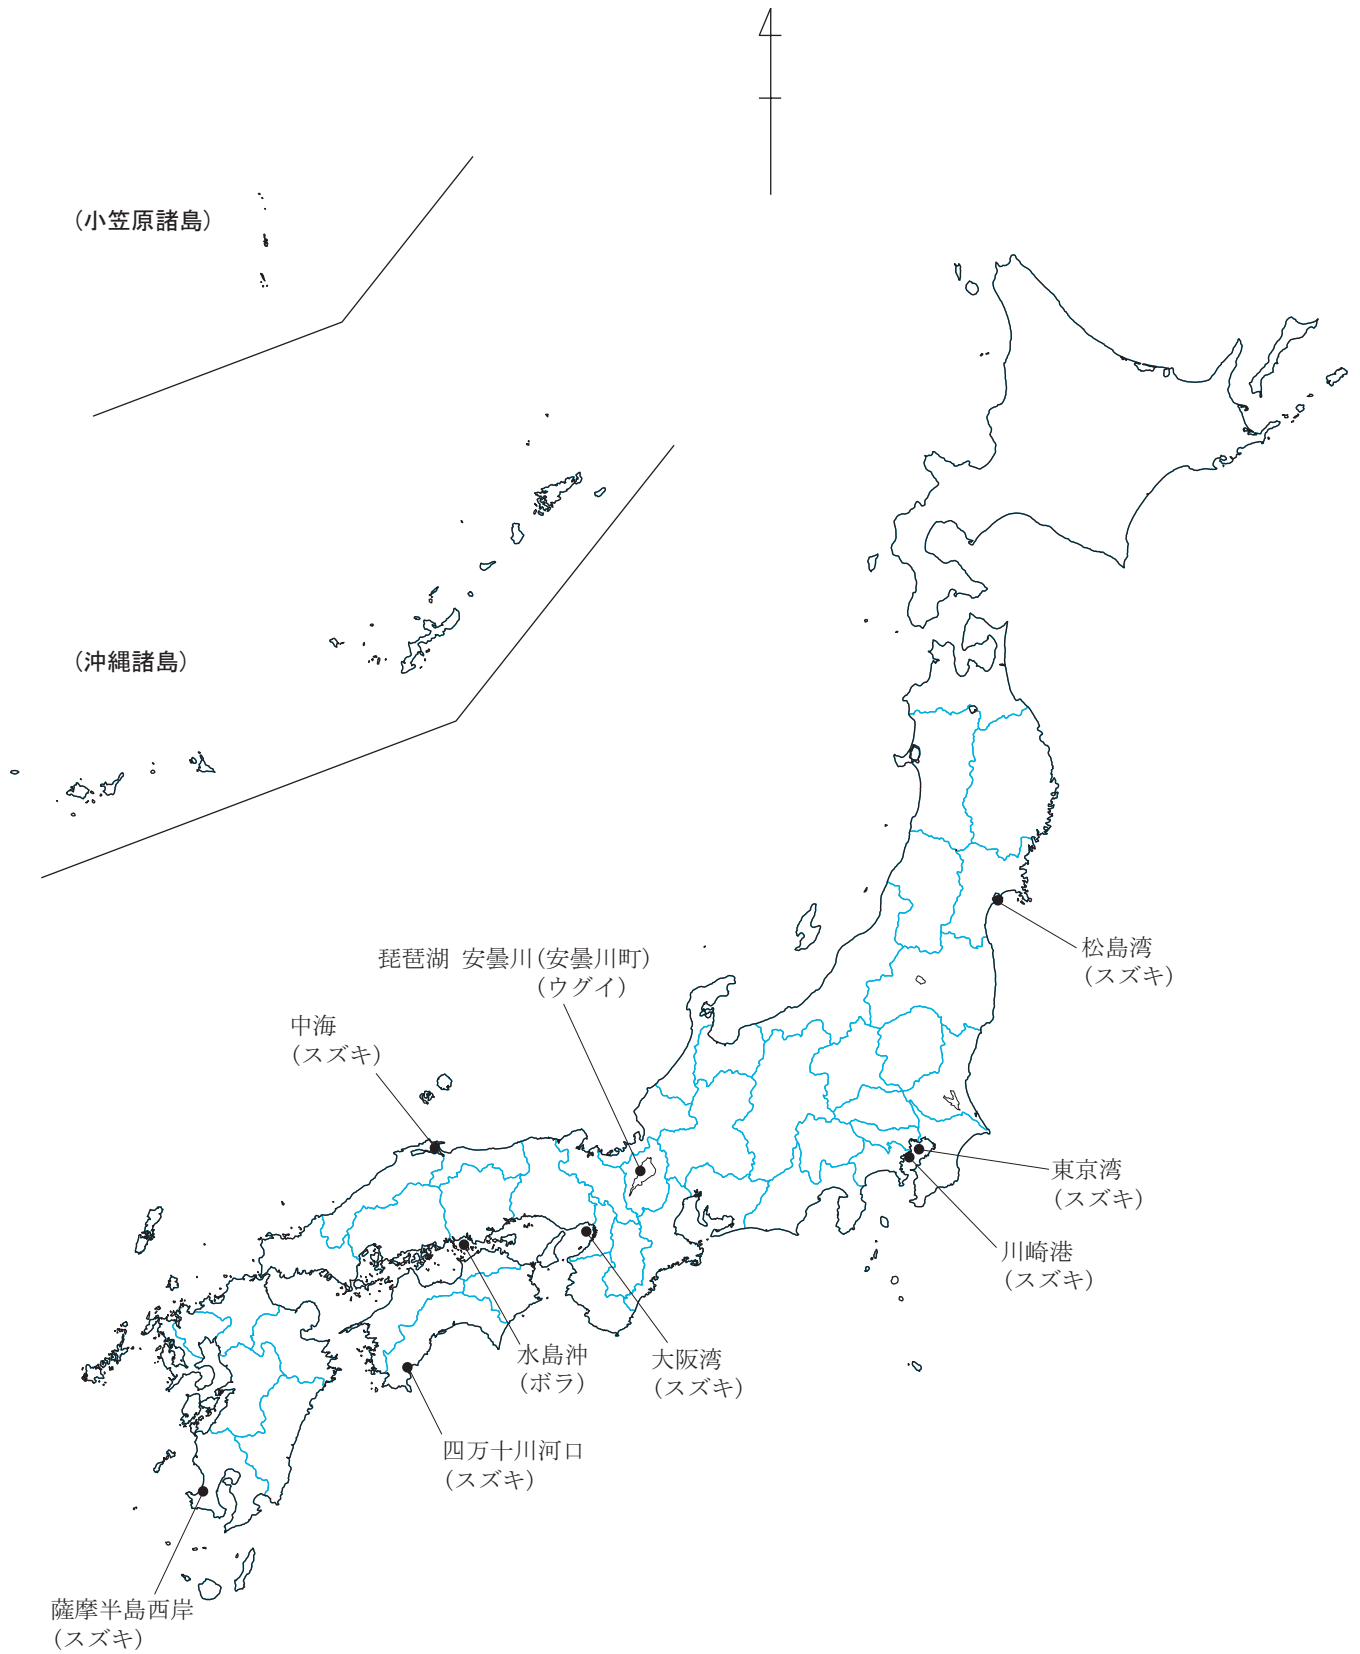 （小笠原諸島）
（沖縄諸島）
琵琶湖 安曇川（安曇川町）
（ウグイ）
松島湾
（スズキ）
中海
（スズキ）
東京湾
（スズキ）
川崎港
（スズキ）
水島沖
（ボラ）
大阪湾
（スズキ）
四万十川河口
（スズキ）
薩摩半島西岸
（スズキ）